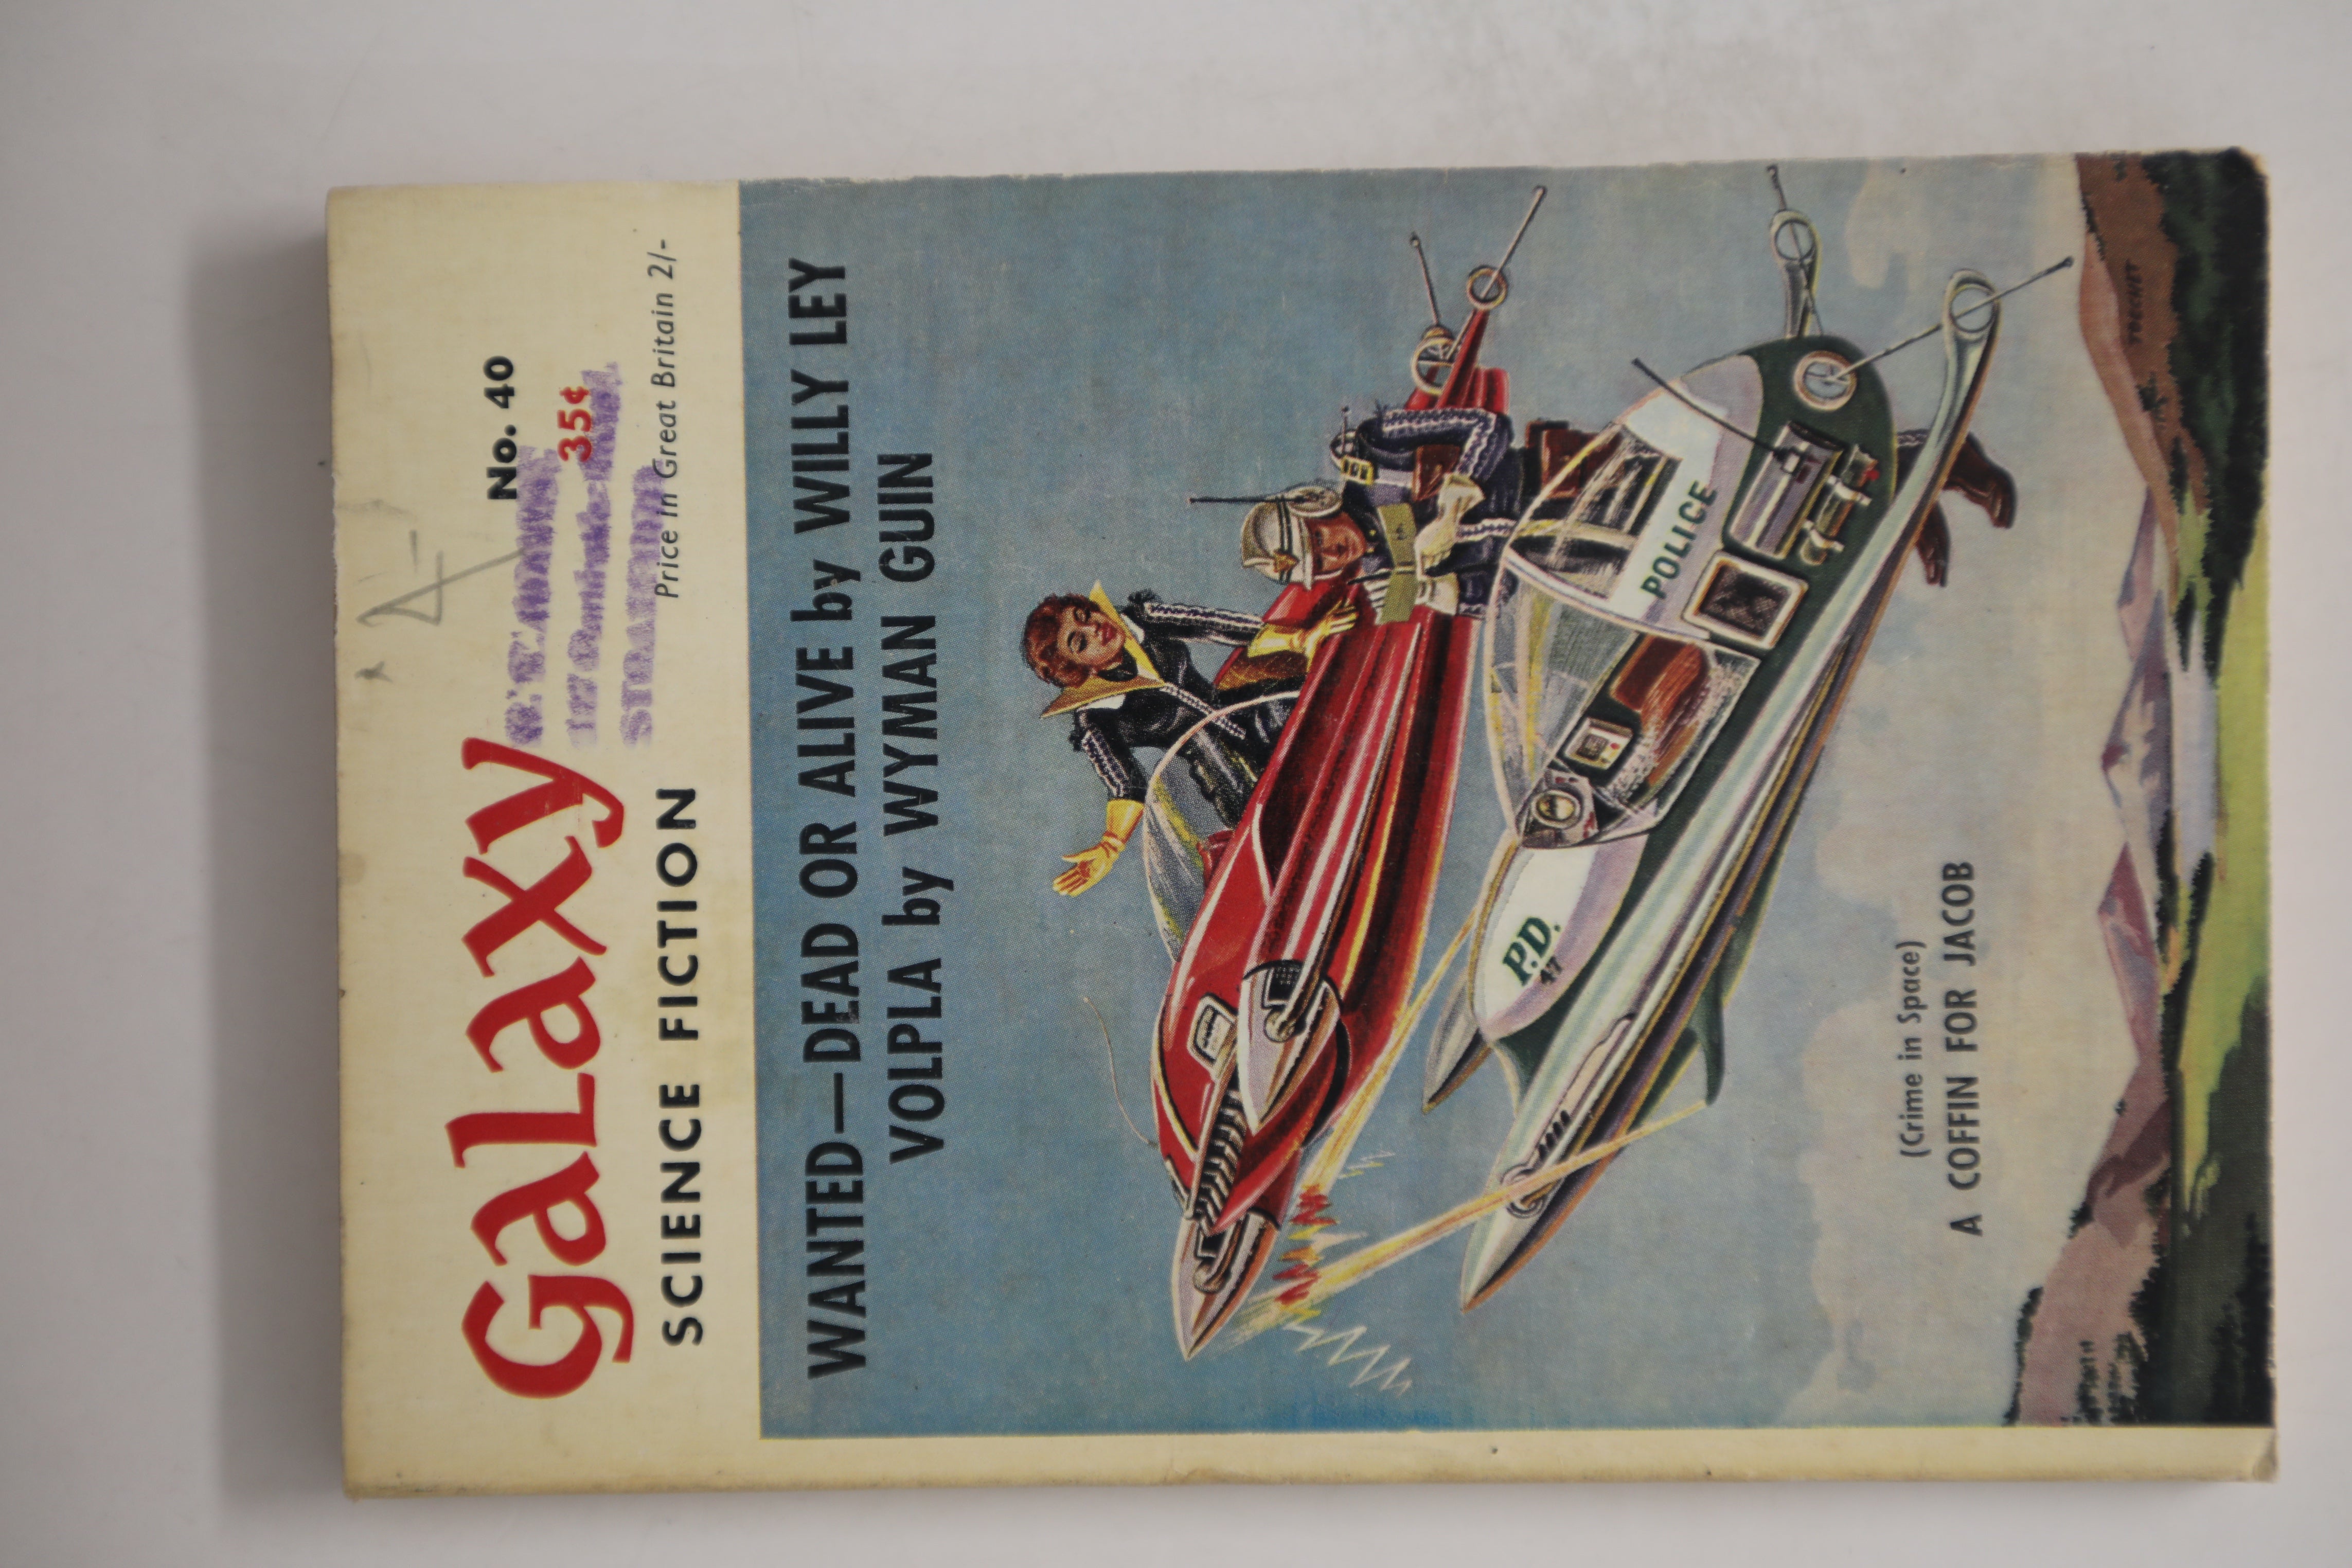 No. 40
Galaxy
35¢
SCIENCE FICTION
Price in Great Britain 2/-
WANTED—DEAD OR ALIVE by WILLY LEY
VOLPLA by WYMAN GUIN
POLICE
P.D.
47
(Crime in Space)
A COFFIN FOR JACOB